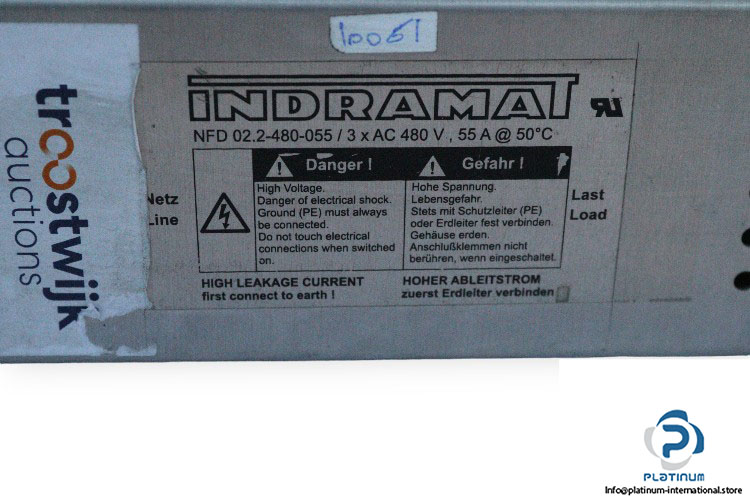 10061
troostwijk
auctions
INDRAMAT
NFD 02.2-480-055 / 3 x AC 480 V , 55 A @ 50°C
Netz
Line
Danger !
High Voltage.
Danger of electrical shock.
Ground (PE) must always
be connected.
Do not touch electrical
connections when switched
on.
Gefahr !
Hohe Spannung.
Lebensgefahr.
Stets mit Schutzleiter (PE)
oder Erdleiter fest verbinden.
Gehäuse erden.
Anschlußklemmen nicht
berühren, wenn eingeschaltet.
Last
Load
HIGH LEAKAGE CURRENT
first connect to earth !
HOHER ABLEITSTROM
zuerst Erdleiter verbinden
PLATINUM
Info@platinum-international.store